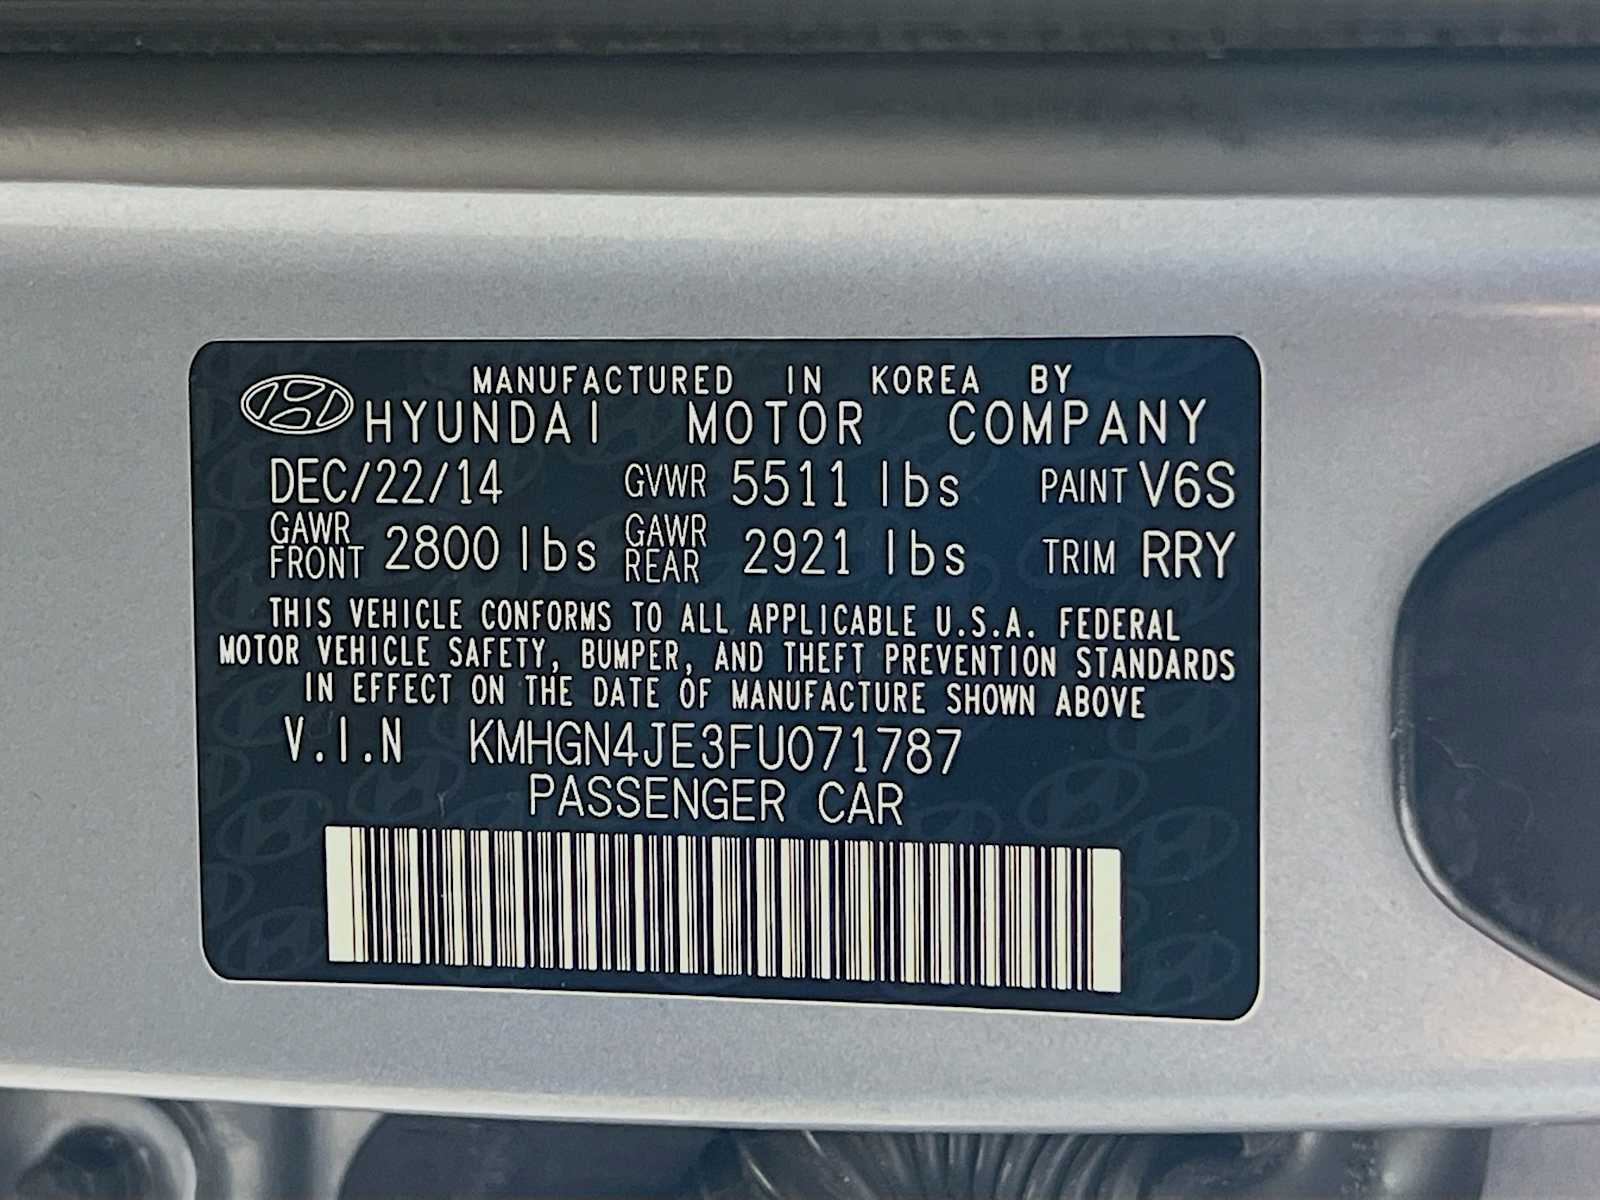 MANUFACTURED IN KOREA BY
HYUNDAI MOTOR COMPANY
DEC/22/14 GVWR 5511 lbs PAINT V6S
GAWR FRONT 2800 lbs GAWR REAR 2921 lbs TRIM RRY
THIS VEHICLE CONFORMS TO ALL APPLICABLE U.S.A. FEDERAL
MOTOR VEHICLE SAFETY, BUMPER, AND THEFT PREVENTION STANDARDS
IN EFFECT ON THE DATE OF MANUFACTURE SHOWN ABOVE
V.I.N KMHGN4JE3FU071787
PASSENGER CAR